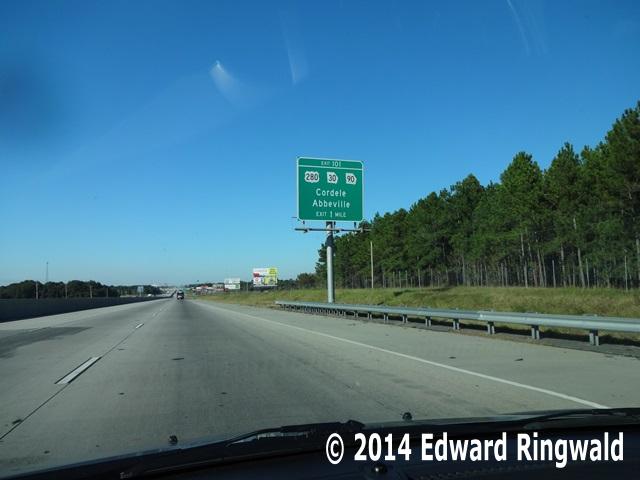 EXIT 101
280 30 90
Cordele
Abbeville
EXIT 1 MILE
© 2014 Edward Ringwald